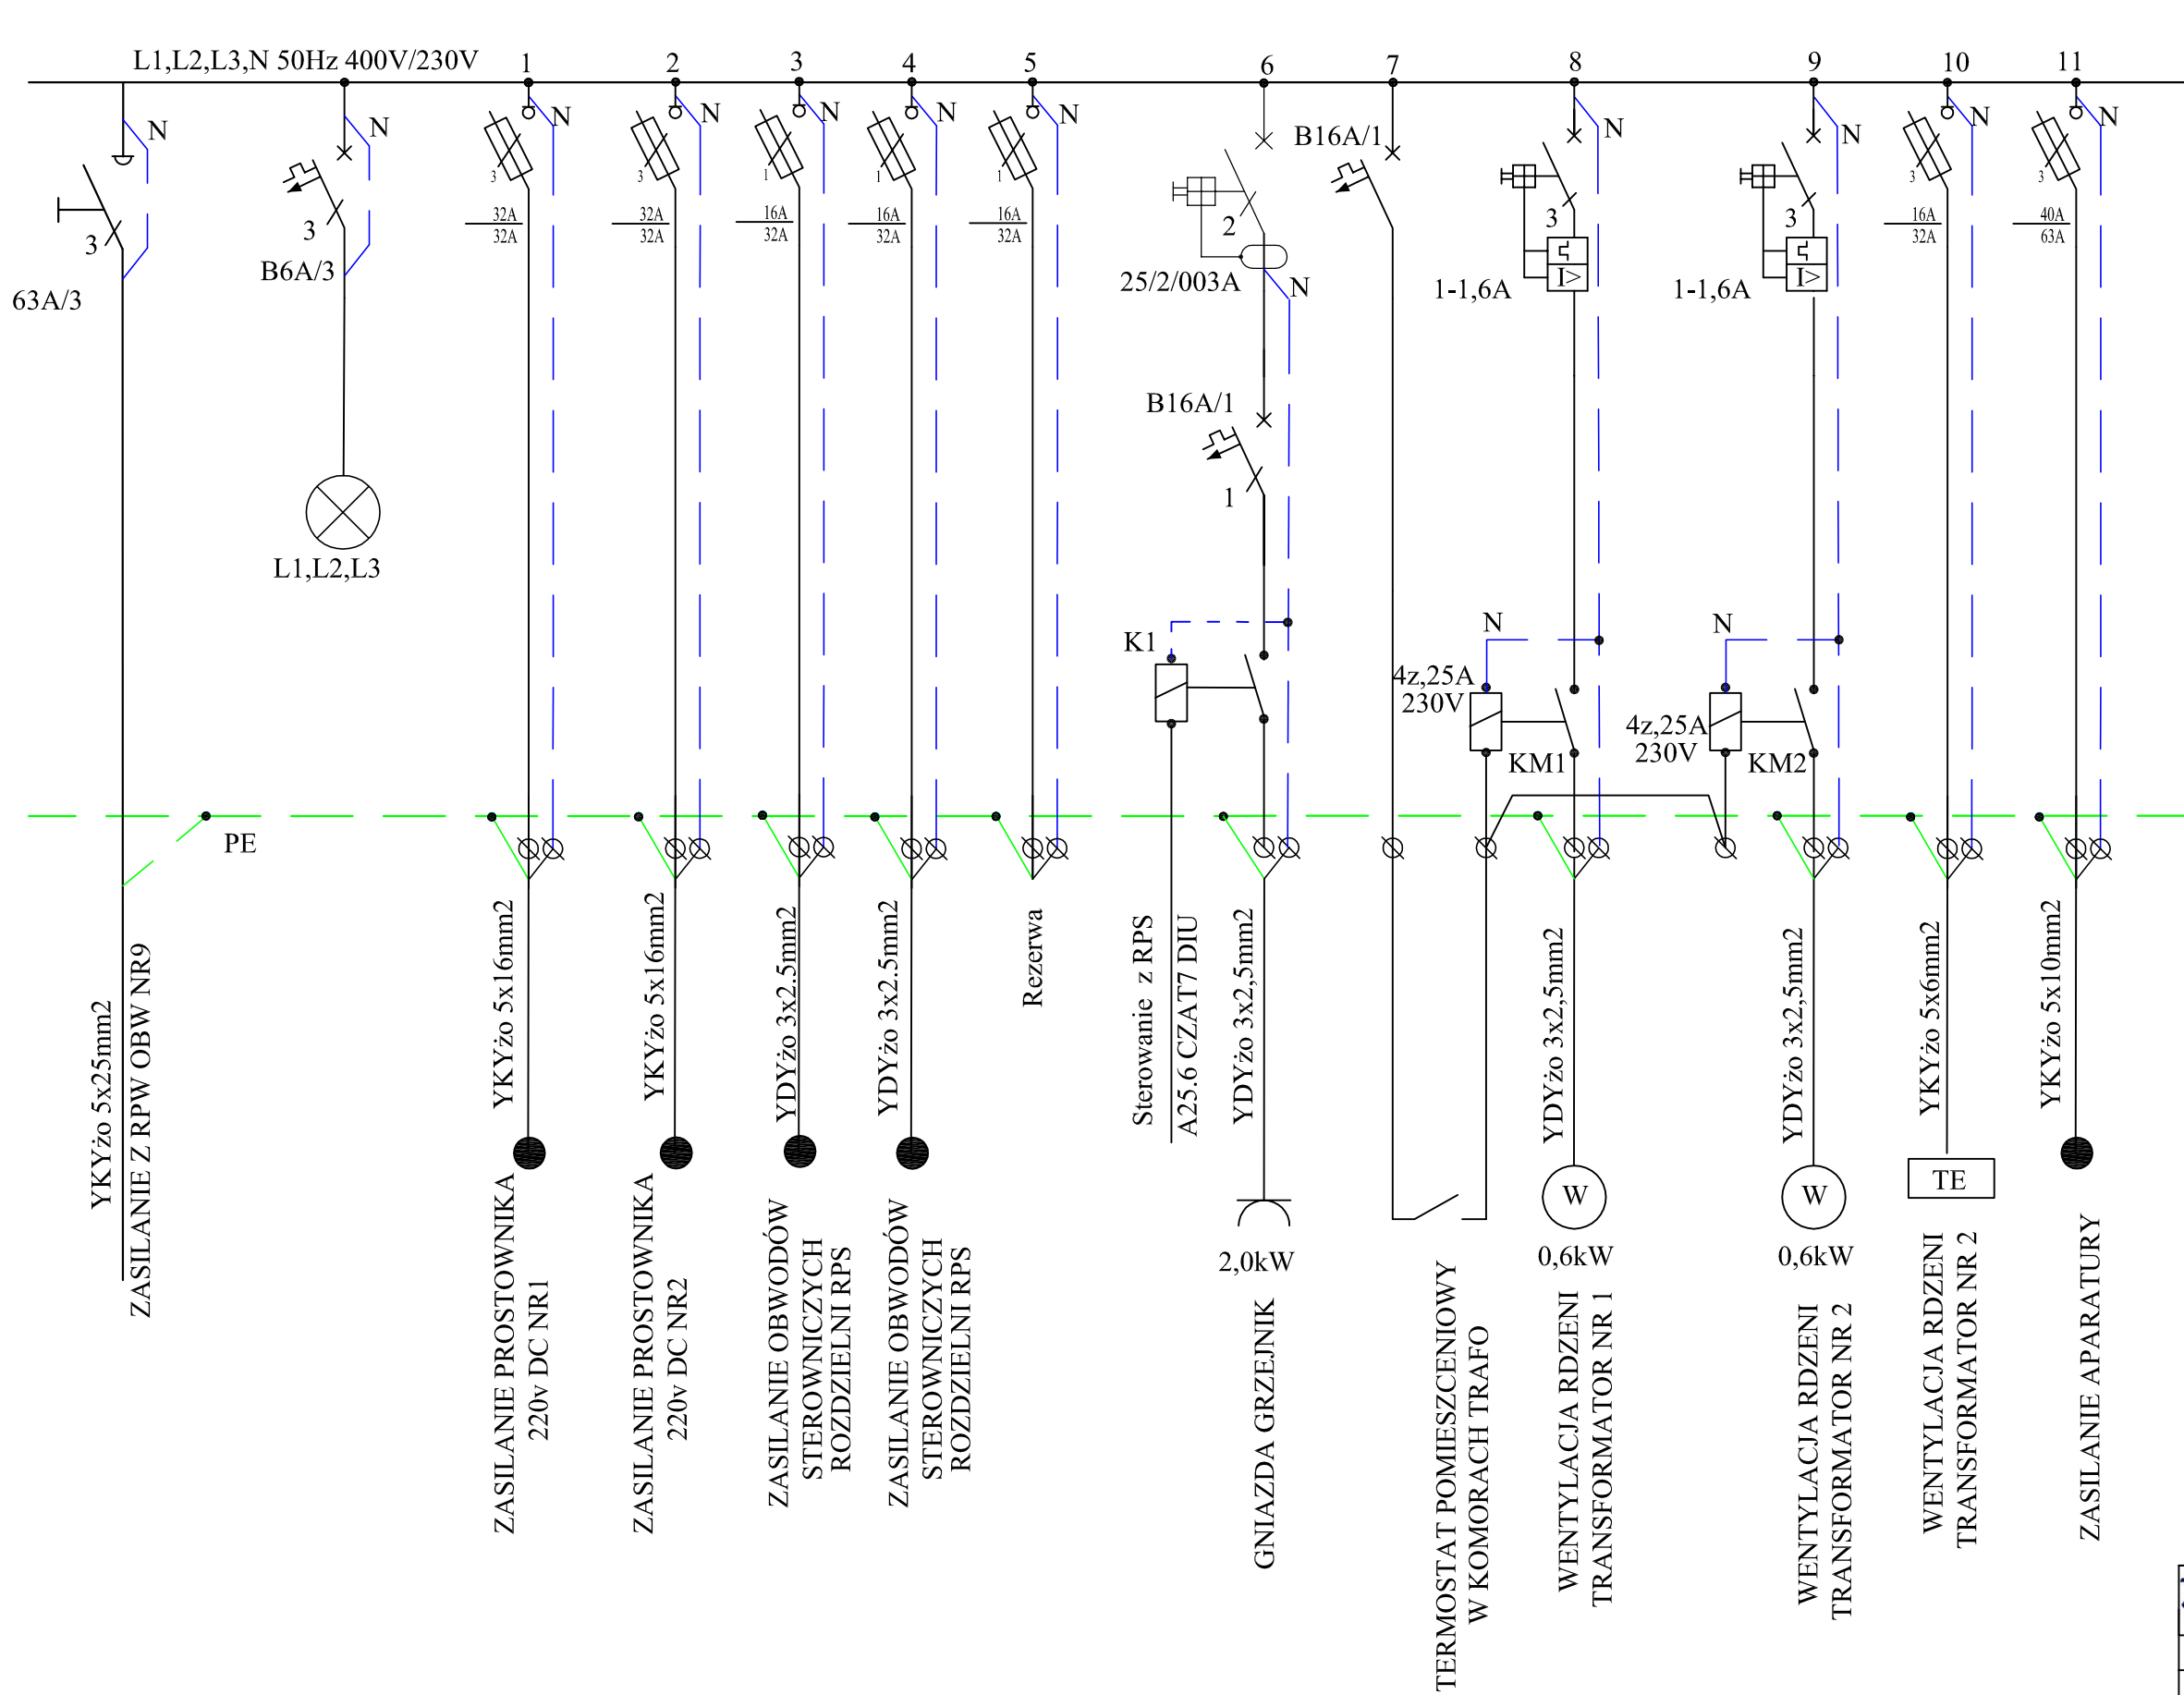 L1,L2,L3,N 50Hz 400V/230V
1
2
3
4
5
6
7
8
9
10
11
N
N
N
N
N
N
N
N
N
N
N
3
63A/3
3
B6A/3
L1,L2,L3
3
32A
32A
3
32A
32A
1
16A
32A
1
16A
32A
1
16A
32A
2
25/2/003A
N
B16A/1
1
K1
B16A/1
3
I>
1-1,6A
3
I>
1-1,6A
3
16A
32A
3
40A
63A
N
4z,25A
230V
KM1
N
4z,25A
230V
KM2
PE
YKYżo 5x25mm2
ZASILANIE Z RPW OBW NR9
YKYżo 5x16mm2
ZASILANIE PROSTOWNIKA
220v DC NR1
YKYżo 5x16mm2
ZASILANIE PROSTOWNIKA
220v DC NR2
YDYżo 3x2.5mm2
ZASILANIE OBWODÓW
STEROWNICZYCH
ROZDZIELNI RPS
YDYżo 3x2.5mm2
ZASILANIE OBWODÓW
STEROWNICZYCH
ROZDZIELNI RPS
Rezerwa
Sterowanie z RPS
A25.6 CZAT7 DIU
YDYżo 3x2,5mm2
2,0kW
GNIAZDA GRZEJNIK
TERMOSTAT POMIESZCZENIOWY
W KOMORACH TRAFO
YDYżo 3x2,5mm2
W
0,6kW
WENTYLACJA RDZENI
TRANSFORMATOR NR 1
YDYżo 3x2,5mm2
W
0,6kW
WENTYLACJA RDZENI
TRANSFORMATOR NR 2
YKYżo 5x6mm2
TE
WENTYLACJA RDZENI
TRANSFORMATOR NR 2
YKYżo 5x10mm2
ZASILANIE APARATURY